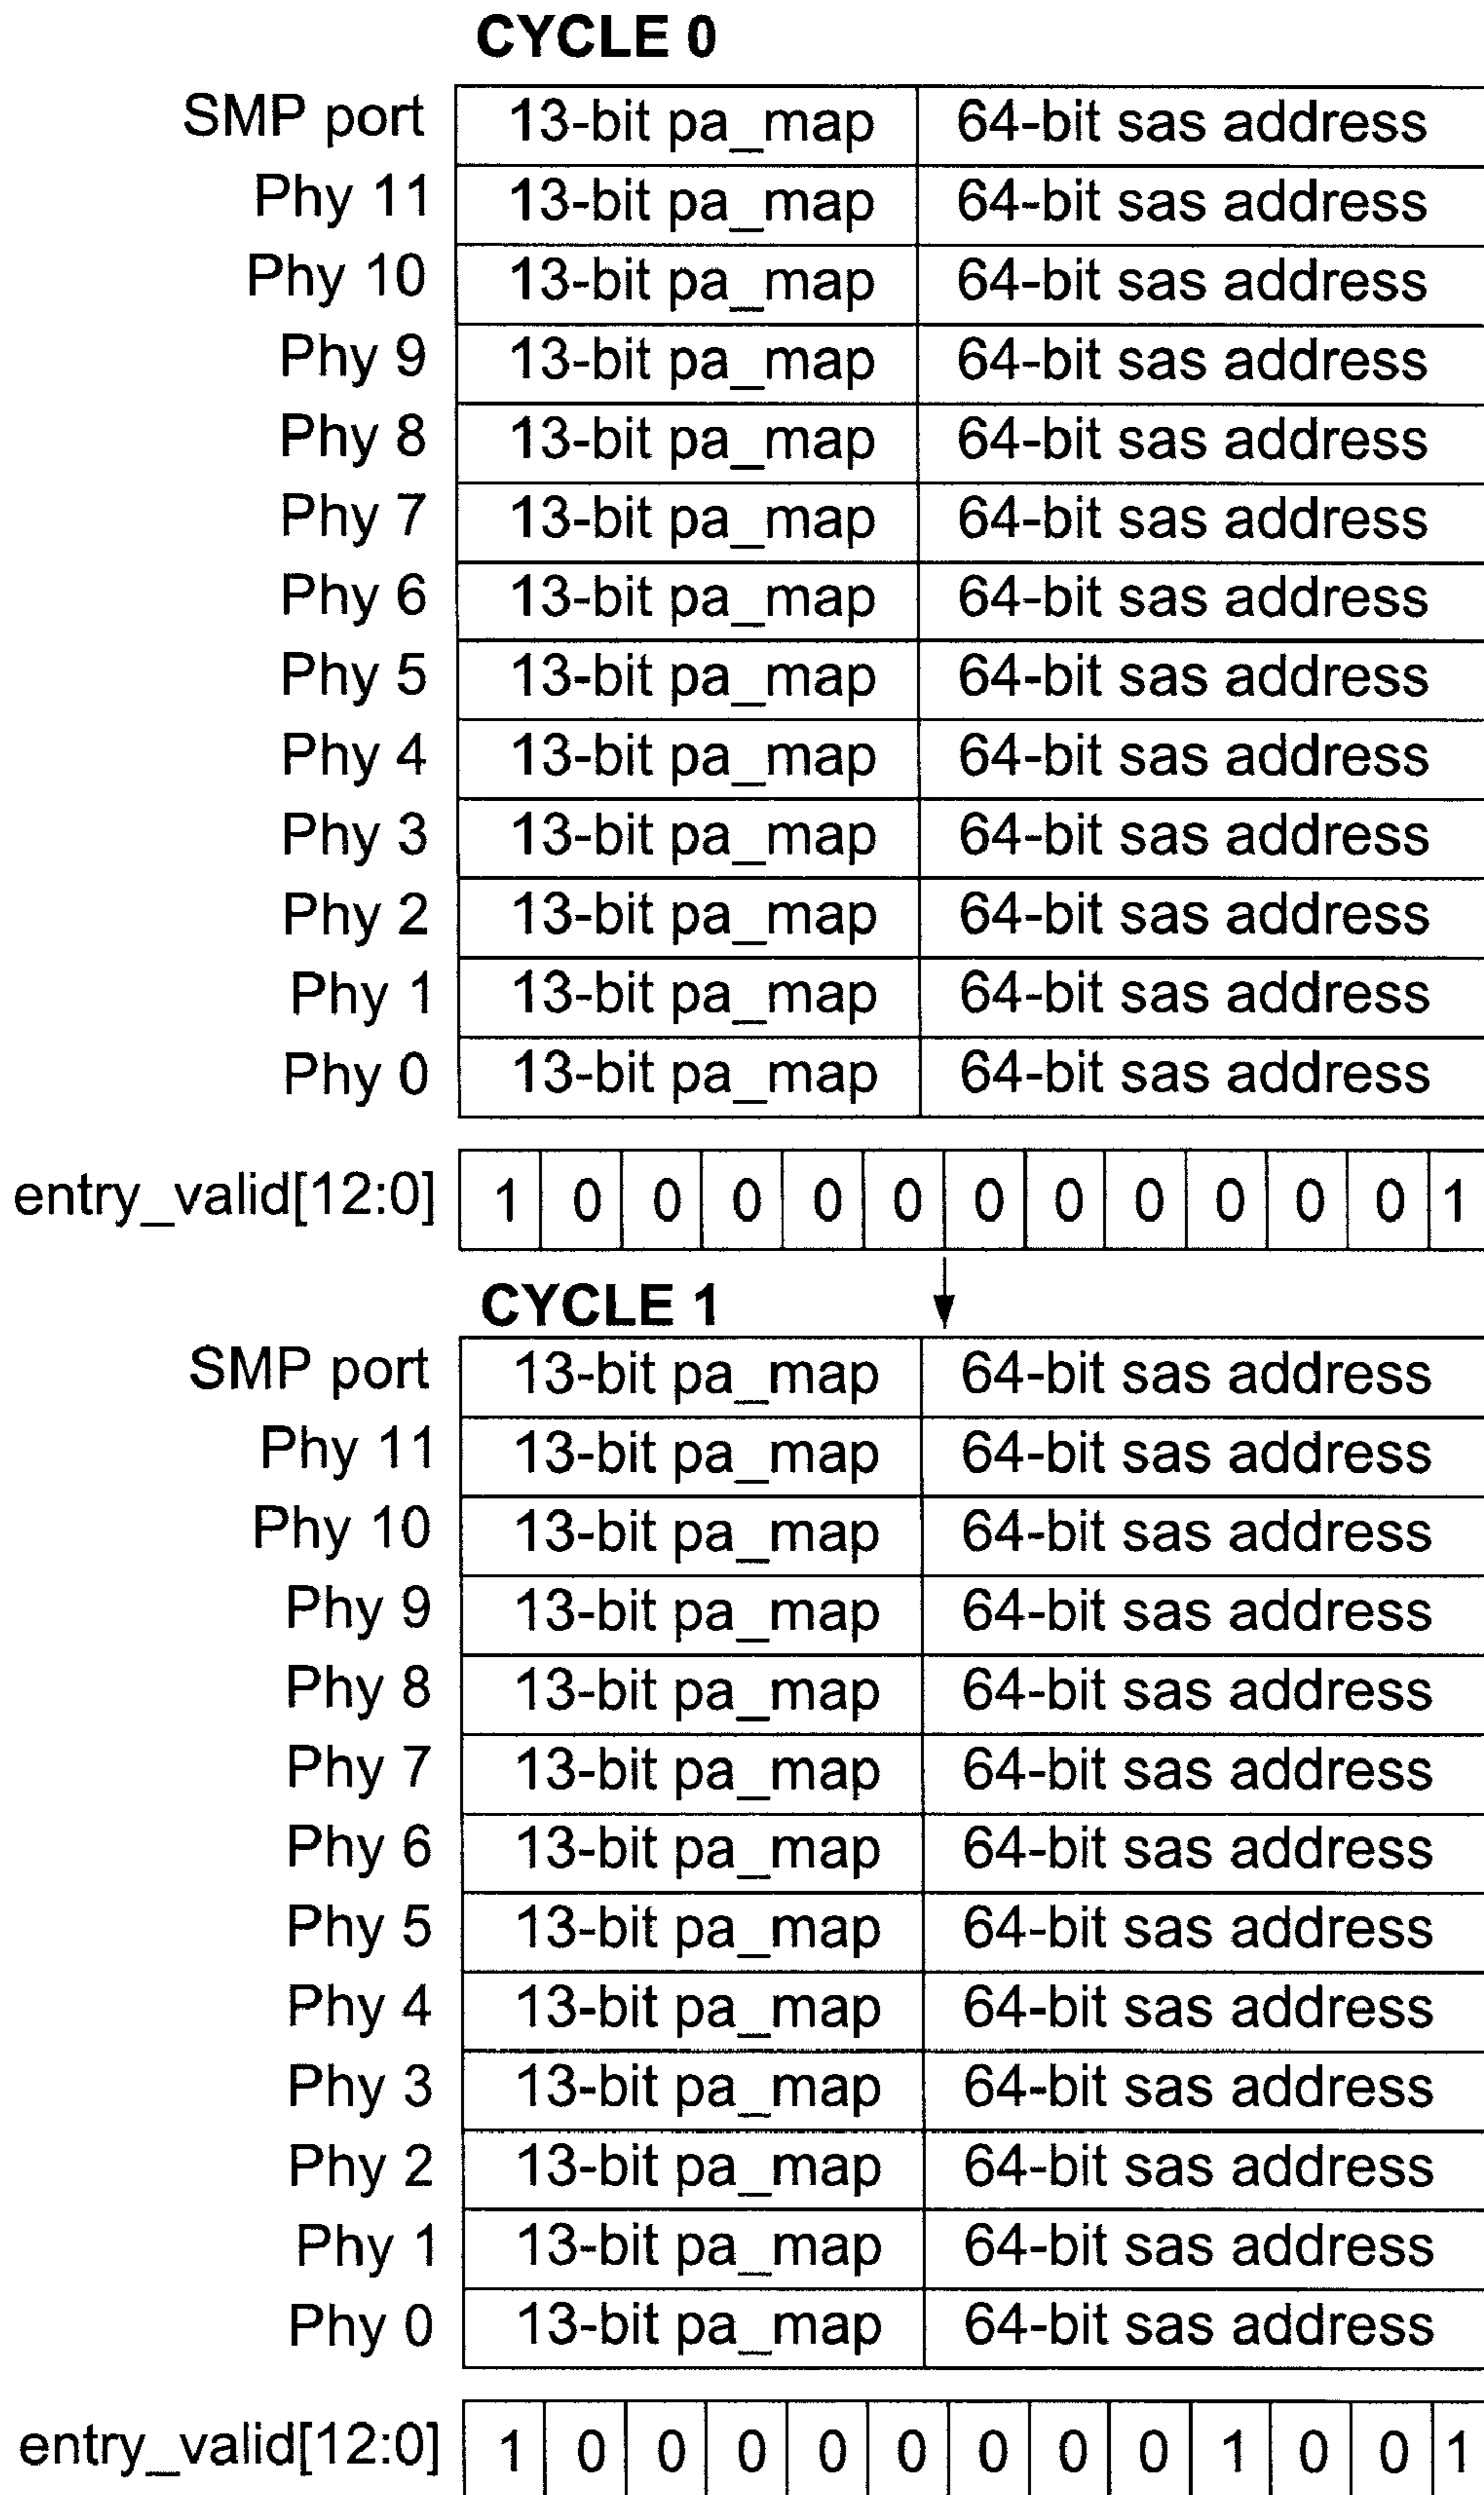 CYCLE 0
SMP port 13-bit pa_map 64-bit sas address
Phy 11 13-bit pa_map 64-bit sas address
Phy 10 13-bit pa_map 64-bit sas address
Phy 9 13-bit pa_map 64-bit sas address
Phy 8 13-bit pa_map 64-bit sas address
Phy 7 13-bit pa_map 64-bit sas address
Phy 6 13-bit pa_map 64-bit sas address
Phy 5 13-bit pa_map 64-bit sas address
Phy 4 13-bit pa_map 64-bit sas address
Phy 3 13-bit pa_map 64-bit sas address
Phy 2 13-bit pa_map 64-bit sas address
Phy 1 13-bit pa_map 64-bit sas address
Phy 0 13-bit pa_map 64-bit sas address
entry_valid[12:0] 1 0 0 0 0 0 0 0 0 0 0 0 1
CYCLE 1
SMP port 13-bit pa_map 64-bit sas address
Phy 11 13-bit pa_map 64-bit sas address
Phy 10 13-bit pa_map 64-bit sas address
Phy 9 13-bit pa_map 64-bit sas address
Phy 8 13-bit pa_map 64-bit sas address
Phy 7 13-bit pa_map 64-bit sas address
Phy 6 13-bit pa_map 64-bit sas address
Phy 5 13-bit pa_map 64-bit sas address
Phy 4 13-bit pa_map 64-bit sas address
Phy 3 13-bit pa_map 64-bit sas address
Phy 2 13-bit pa_map 64-bit sas address
Phy 1 13-bit pa_map 64-bit sas address
Phy 0 13-bit pa_map 64-bit sas address
entry_valid[12:0] 1 0 0 0 0 0 0 0 0 1 0 0 1